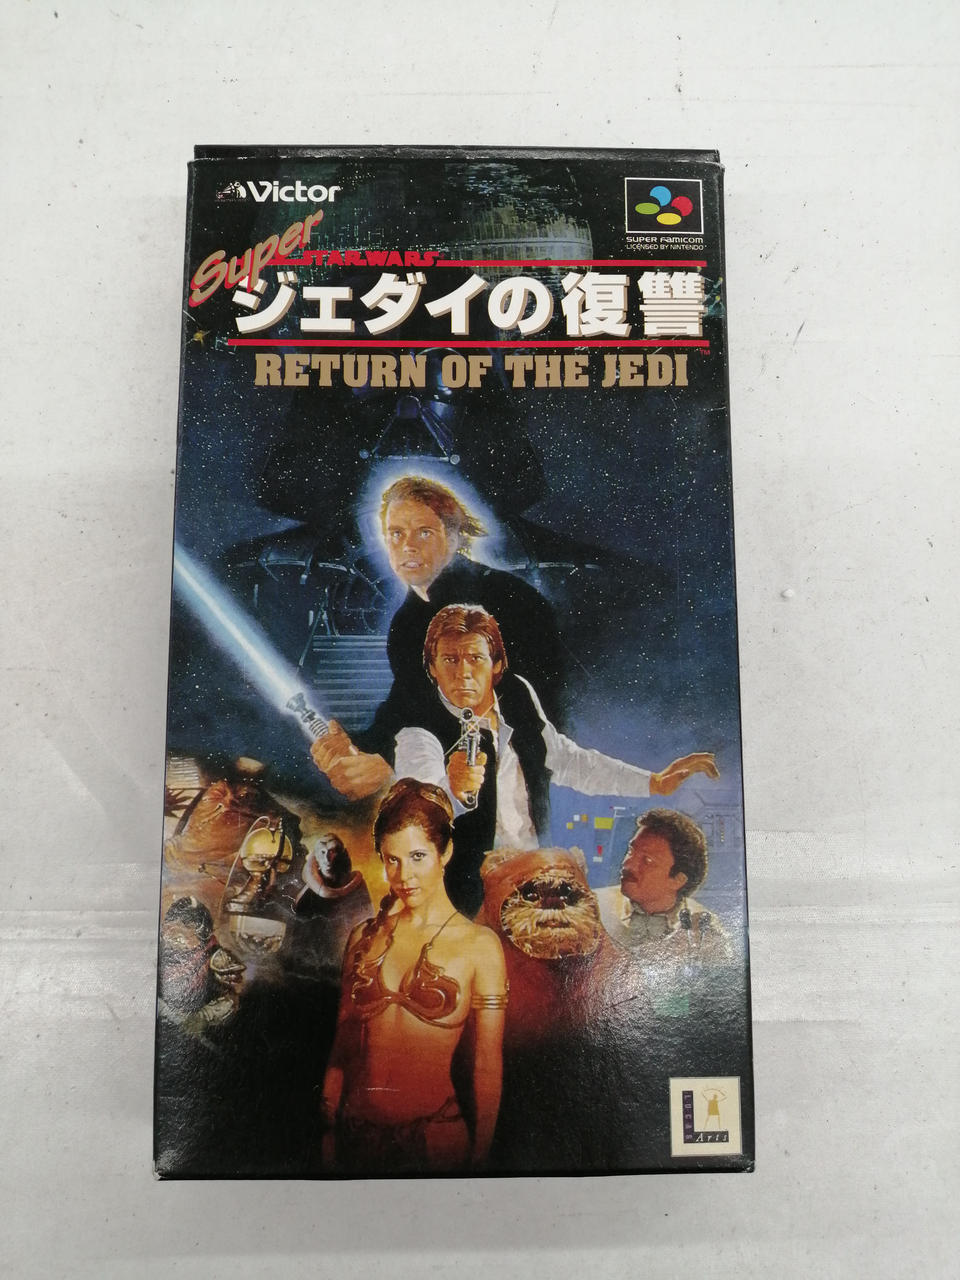 Victor
SUPER FAMICOM
LICENSED BY NINTENDO
Super
STAR WARS
ジェダイの復讐
TM
RETURN OF THE JEDI
LUCAS
Arts